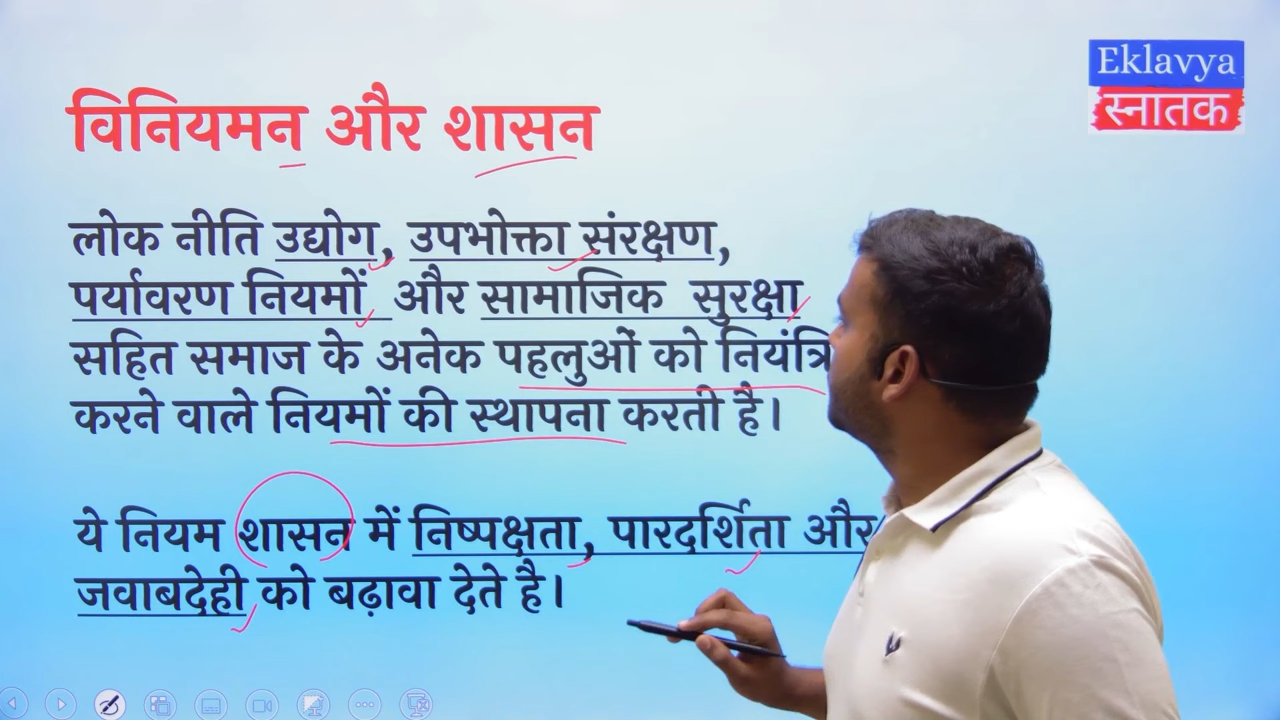 Eklavya
स्नातक
विनियमन और शासन
लोक नीति उद्योग, उपभोक्ता संरक्षण,
पर्यावरण नियमों और सामाजिक सुरक्षा
सहित समाज के अनेक पहलुओं को
करने वाले नियमों की स्थापना करती है।
ये नियम शासन में निष्पक्षता, पारदर्शिता और
जवाबदेही को बढ़ावा देते है।